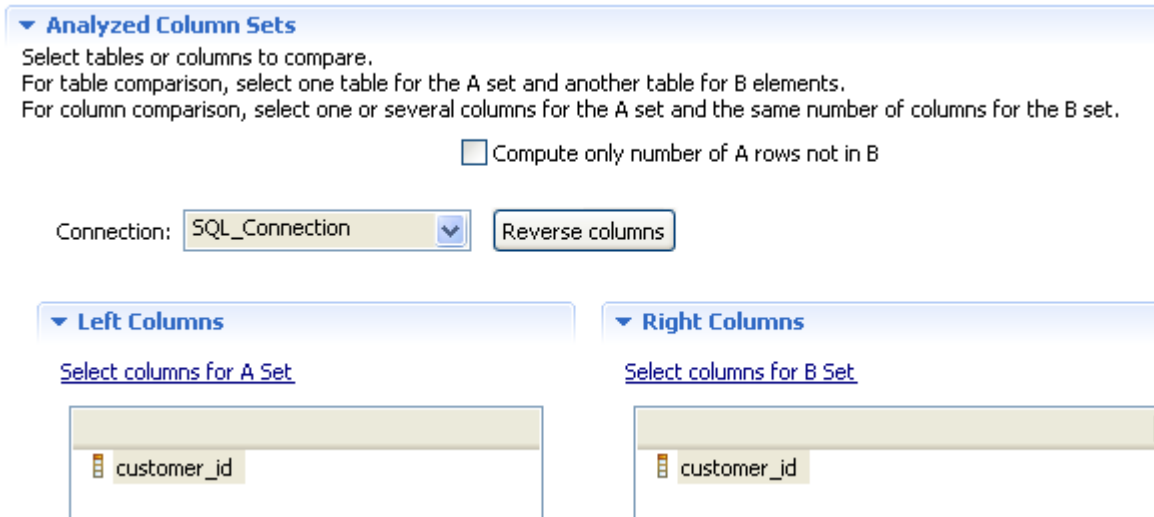 Analyzed Column Sets
Select tables or columns to compare.
For table comparison, select one table for the A set and another table for B elements.
For column comparison, select one or several columns for the A set and the same number of columns for the B set.
Compute only number of A rows not in B
Connection: SQL_Connection Reverse columns
Left Columns Right Columns
Select columns for A Set Select columns for B Set
customer_id customer_id